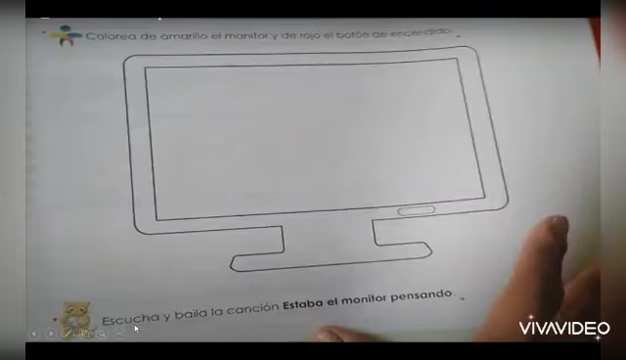 Colorea de amarillo el monitor y de rojo el botón de encendido.
Escucha y baila la canción Estaba el monitor pensando.
VIVAVIDEO